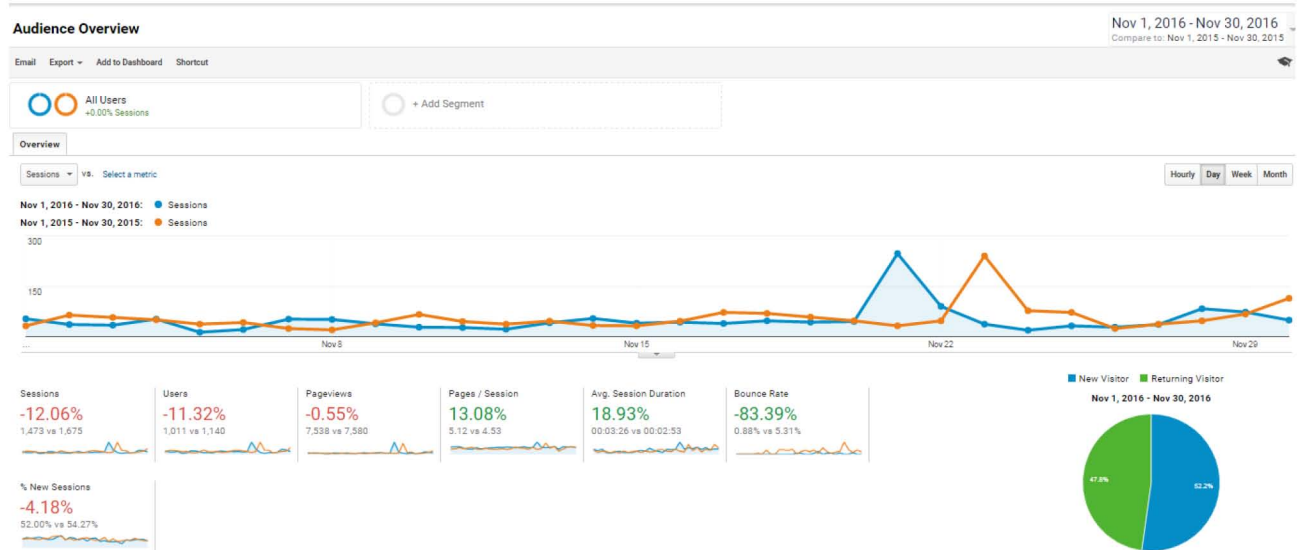 Audience Overview
Nov 1, 2016 - Nov 30, 2016
Compare to: Nov 1, 2015 - Nov 30, 2015
Email Export Add to Dashboard Shortcut
All Users
+0.00% Sessions
+ Add Segment
Overview
Sessions vs. Select a metric
Hourly Day Week Month
Nov 1, 2016 - Nov 30, 2016: Sessions
Nov 1, 2015 - Nov 30, 2015: Sessions
300
150
... Nov 8 Nov 15 Nov 22 Nov 29
New Visitor Returning Visitor
Nov 1, 2016 - Nov 30, 2016
47.8%
52.2%
Sessions
-12.06%
1,473 vs 1,675
Users
-11.32%
1,011 vs 1,140
Pageviews
-0.55%
7,538 vs 7,580
Pages / Session
13.08%
5.12 vs 4.53
Avg. Session Duration
18.93%
00:03:26 vs 00:02:53
Bounce Rate
-83.39%
0.88% vs 5.31%
% New Sessions
-4.18%
52.00% vs 54.27%